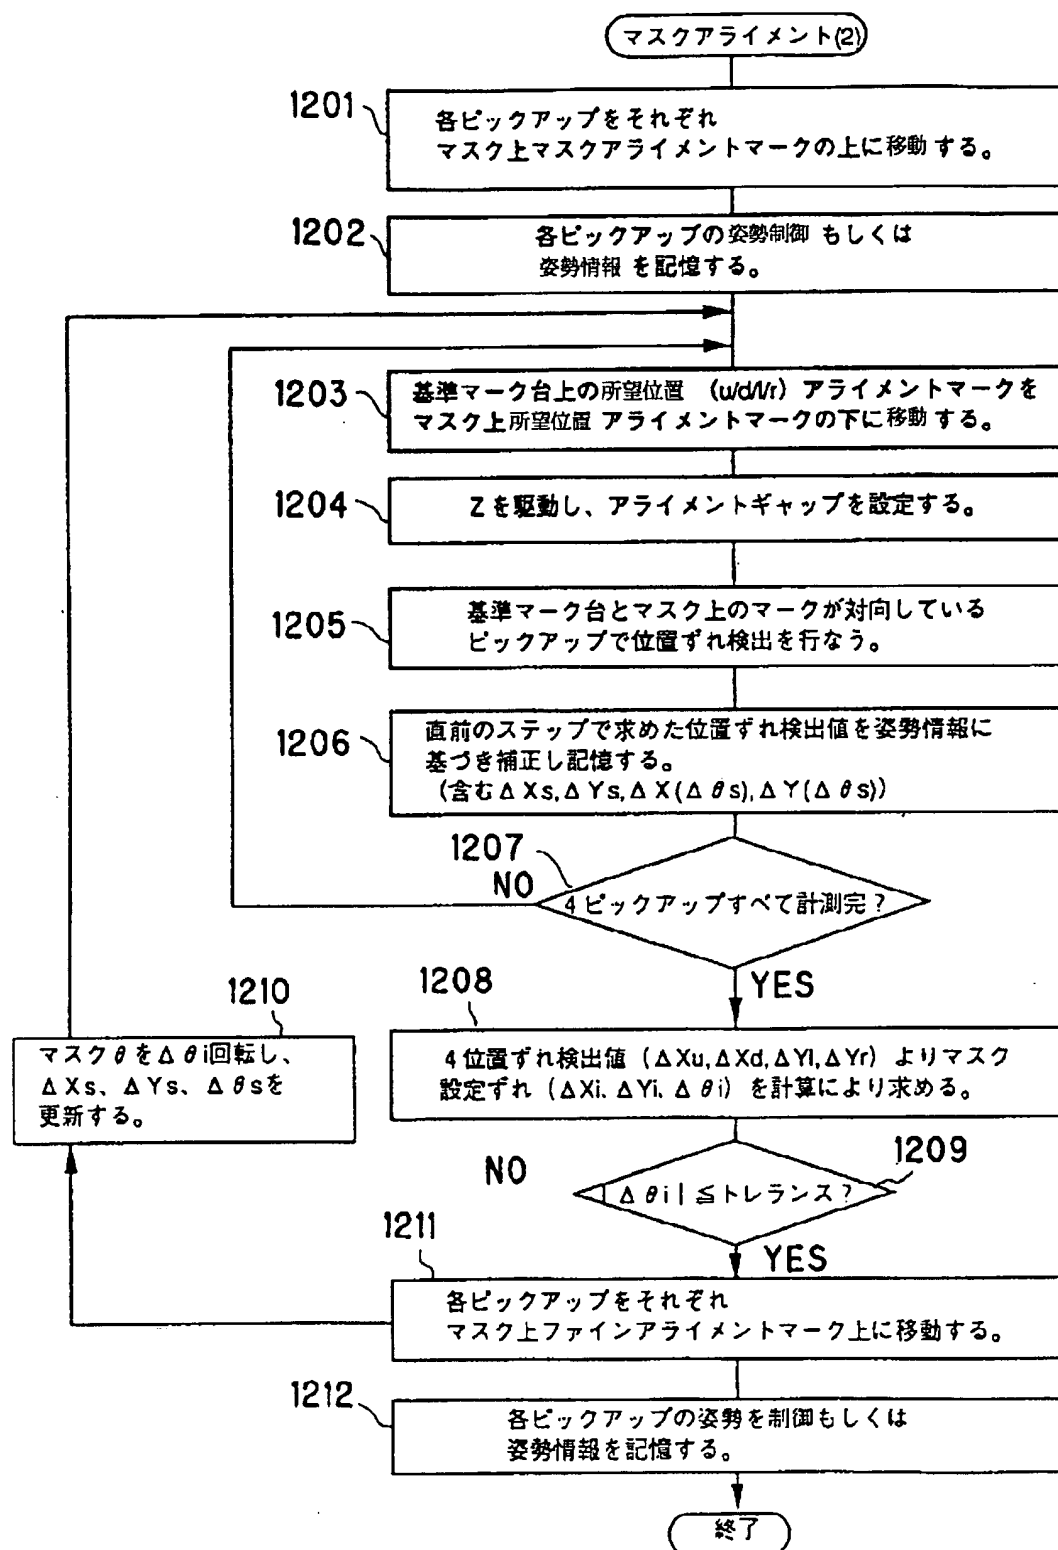 マスクアライメント(2)
1201
各ピックアップをそれぞれ
マスク上マスクアライメントマークの上に移動する。
1202
各ピックアップの姿勢制御もしくは
姿勢情報を記憶する。
1203
基準マーク台上の所望位置 (u/d/l/r) アライメントマークを
マスク上所望位置アライメントマークの下に移動する。
1204
Zを駆動し、アライメントギャップを設定する。
1205
基準マーク台とマスク上のマークが対向している
ピックアップで位置ずれ検出を行なう。
1206
直前のステップで求めた位置ずれ検出値を姿勢情報に
基づき補正し記憶する。
(含むΔXs,ΔYs,ΔX(Δθs),ΔY(Δθs))
1207
NO
4ピックアップすべて計測完?
YES
1208
4位置ずれ検出値 (ΔXu,ΔXd,ΔYl,ΔYr) よりマスク
設定ずれ (ΔXi、ΔYi、Δθi) を計算により求める。
1210
マスクθをΔθi回転し、
ΔXs、ΔYs、Δθsを
更新する。
1209
NO
|Δθi|≦トレランス?
YES
1211
各ピックアップをそれぞれ
マスク上ファインアライメントマーク上に移動する。
1212
各ピックアップの姿勢を制御もしくは
姿勢情報を記憶する。
終了